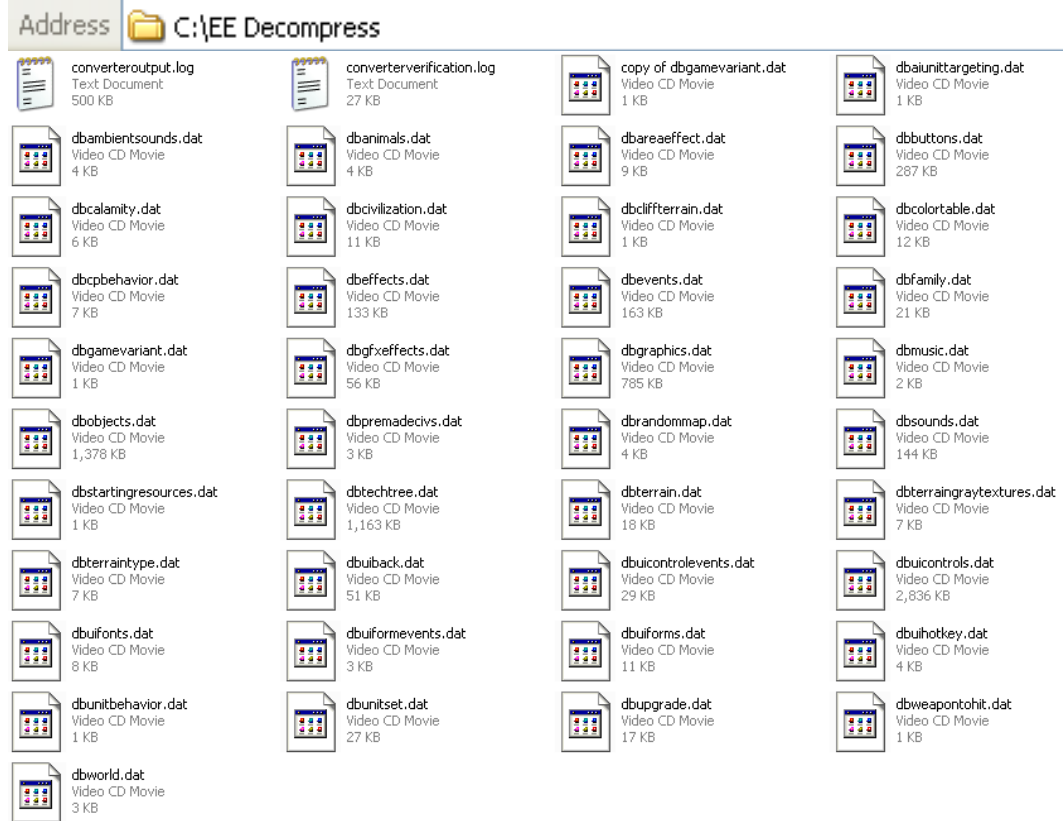 Address C:\EE Decompress
converteroutput.log
Text Document
500 KB
converterverification.log
Text Document
27 KB
copy of dbgamevariant.dat
Video CD Movie
1 KB
dbaiunittargeting.dat
Video CD Movie
1 KB
dbambientsounds.dat
Video CD Movie
4 KB
dbanimals.dat
Video CD Movie
4 KB
dbareaeffect.dat
Video CD Movie
9 KB
dbbuttons.dat
Video CD Movie
287 KB
dbcalamity.dat
Video CD Movie
6 KB
dbcivilization.dat
Video CD Movie
11 KB
dbcliffterrain.dat
Video CD Movie
1 KB
dbcolortable.dat
Video CD Movie
12 KB
dbcpbehavior.dat
Video CD Movie
7 KB
dbeffects.dat
Video CD Movie
133 KB
dbevents.dat
Video CD Movie
163 KB
dbfamily.dat
Video CD Movie
21 KB
dbgamevariant.dat
Video CD Movie
1 KB
dbgfxeffects.dat
Video CD Movie
56 KB
dbgraphics.dat
Video CD Movie
785 KB
dbmusic.dat
Video CD Movie
2 KB
dbobjects.dat
Video CD Movie
1,378 KB
dbpremadecivs.dat
Video CD Movie
3 KB
dbrandommap.dat
Video CD Movie
4 KB
dbsounds.dat
Video CD Movie
144 KB
dbstartingresources.dat
Video CD Movie
1 KB
dbtechtree.dat
Video CD Movie
1,163 KB
dbterrain.dat
Video CD Movie
18 KB
dbterraingraytextures.dat
Video CD Movie
7 KB
dbterraintype.dat
Video CD Movie
7 KB
dbuiback.dat
Video CD Movie
51 KB
dbuicontrolevents.dat
Video CD Movie
29 KB
dbuicontrols.dat
Video CD Movie
2,836 KB
dbuifonts.dat
Video CD Movie
8 KB
dbuiformevents.dat
Video CD Movie
3 KB
dbuiforms.dat
Video CD Movie
11 KB
dbuihotkey.dat
Video CD Movie
4 KB
dbunitbehavior.dat
Video CD Movie
1 KB
dbunitset.dat
Video CD Movie
27 KB
dbupgrade.dat
Video CD Movie
17 KB
dbweapontohit.dat
Video CD Movie
1 KB
dbworld.dat
Video CD Movie
3 KB